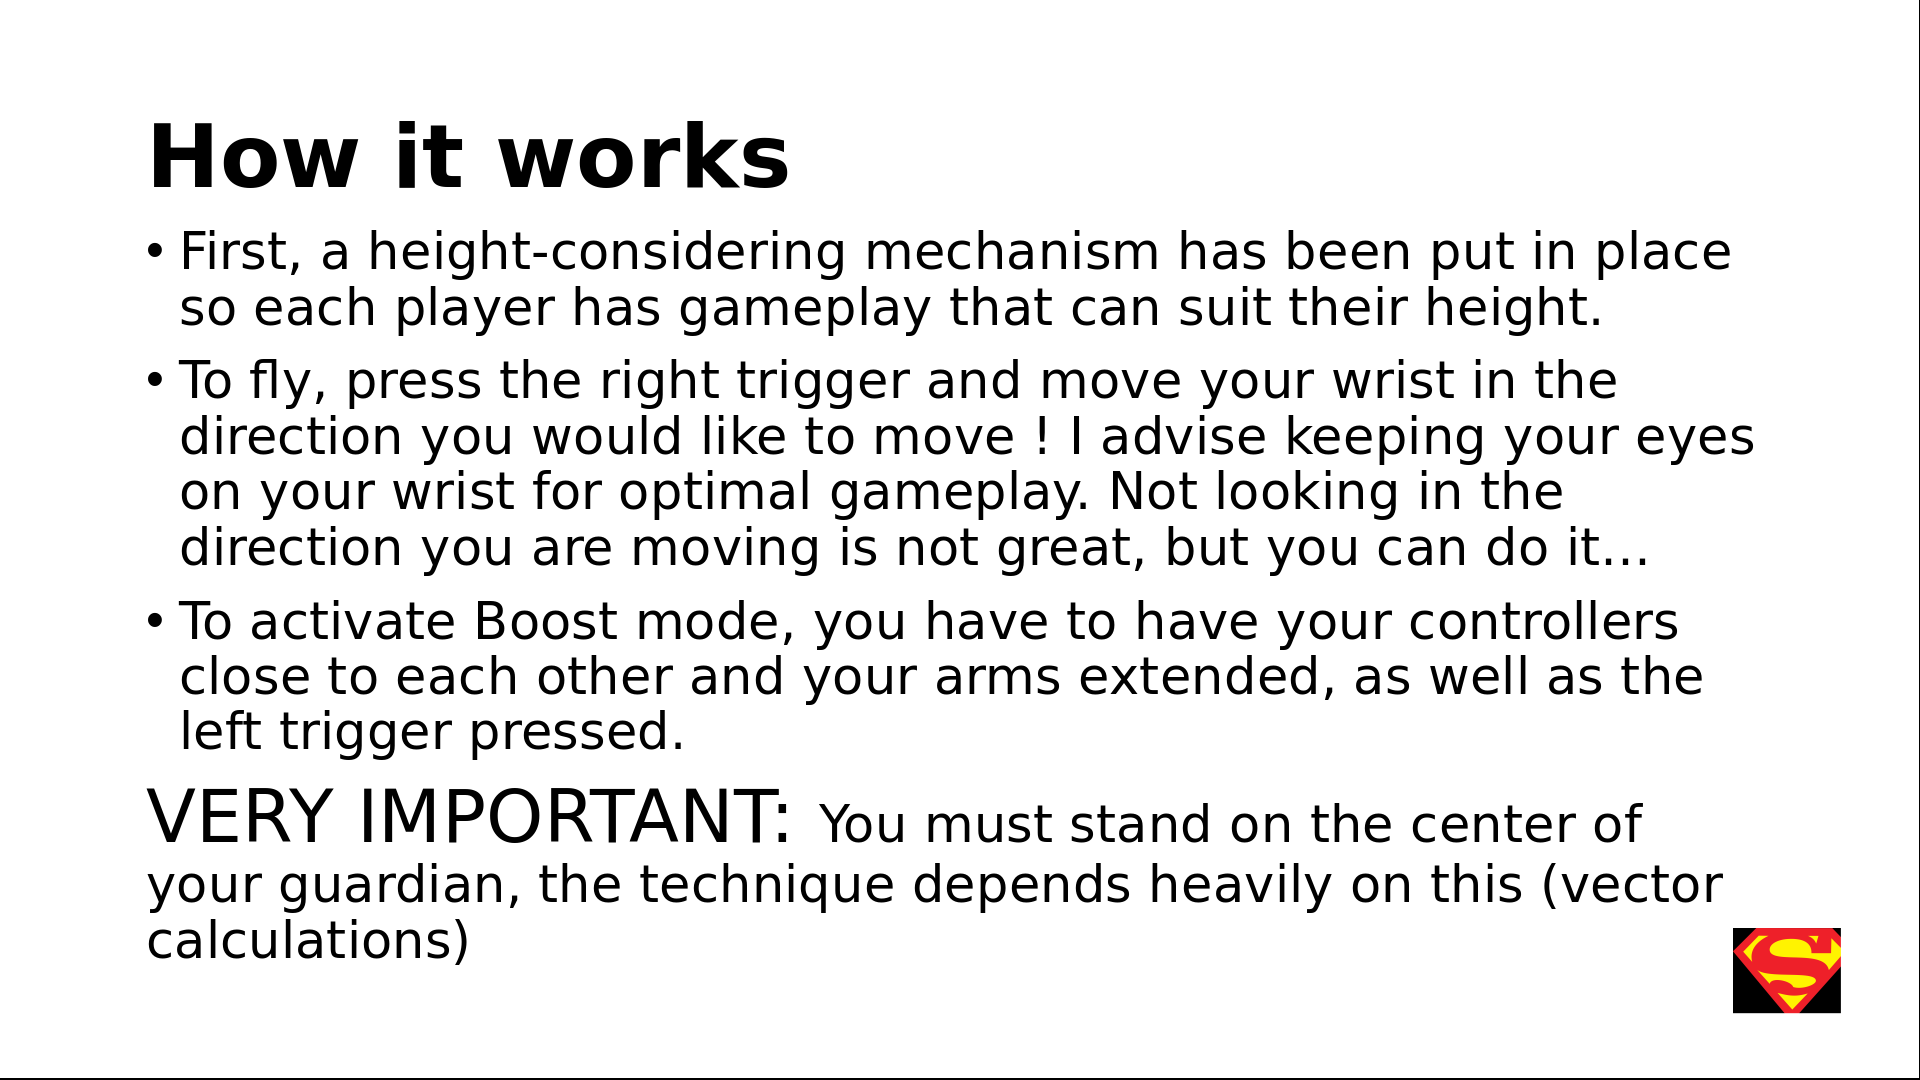 How it works
• First, a height-considering mechanism has been put in place
so each player has gameplay that can suit their height.
• To fly, press the right trigger and move your wrist in the
direction you would like to move ! I advise keeping your eyes
on your wrist for optimal gameplay. Not looking in the
direction you are moving is not great, but you can do it...
• To activate Boost mode, you have to have your controllers
close to each other and your arms extended, as well as the
left trigger pressed.
VERY IMPORTANT: You must stand on the center of
your guardian, the technique depends heavily on this (vector
calculations)
S